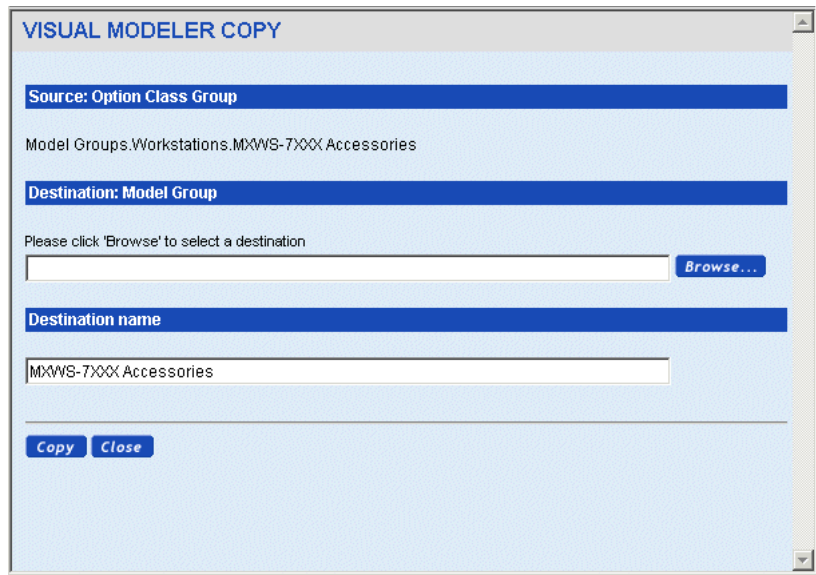 VISUAL MODELER COPY
Source: Option Class Group
Model Groups.Workstations.MXWS-7XXX Accessories
Destination: Model Group
Please click 'Browse' to select a destination
Browse...
Destination name
MXWS-7XXX Accessories
Copy Close